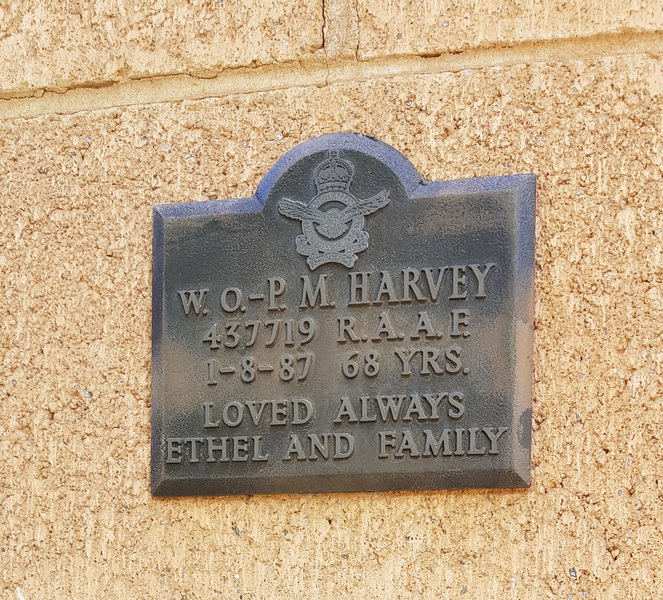 W. O.-P. M. HARVEY
437719 R. A. A. F.
1-8-87 68 YRS.
LOVED ALWAYS
ETHEL AND FAMILY